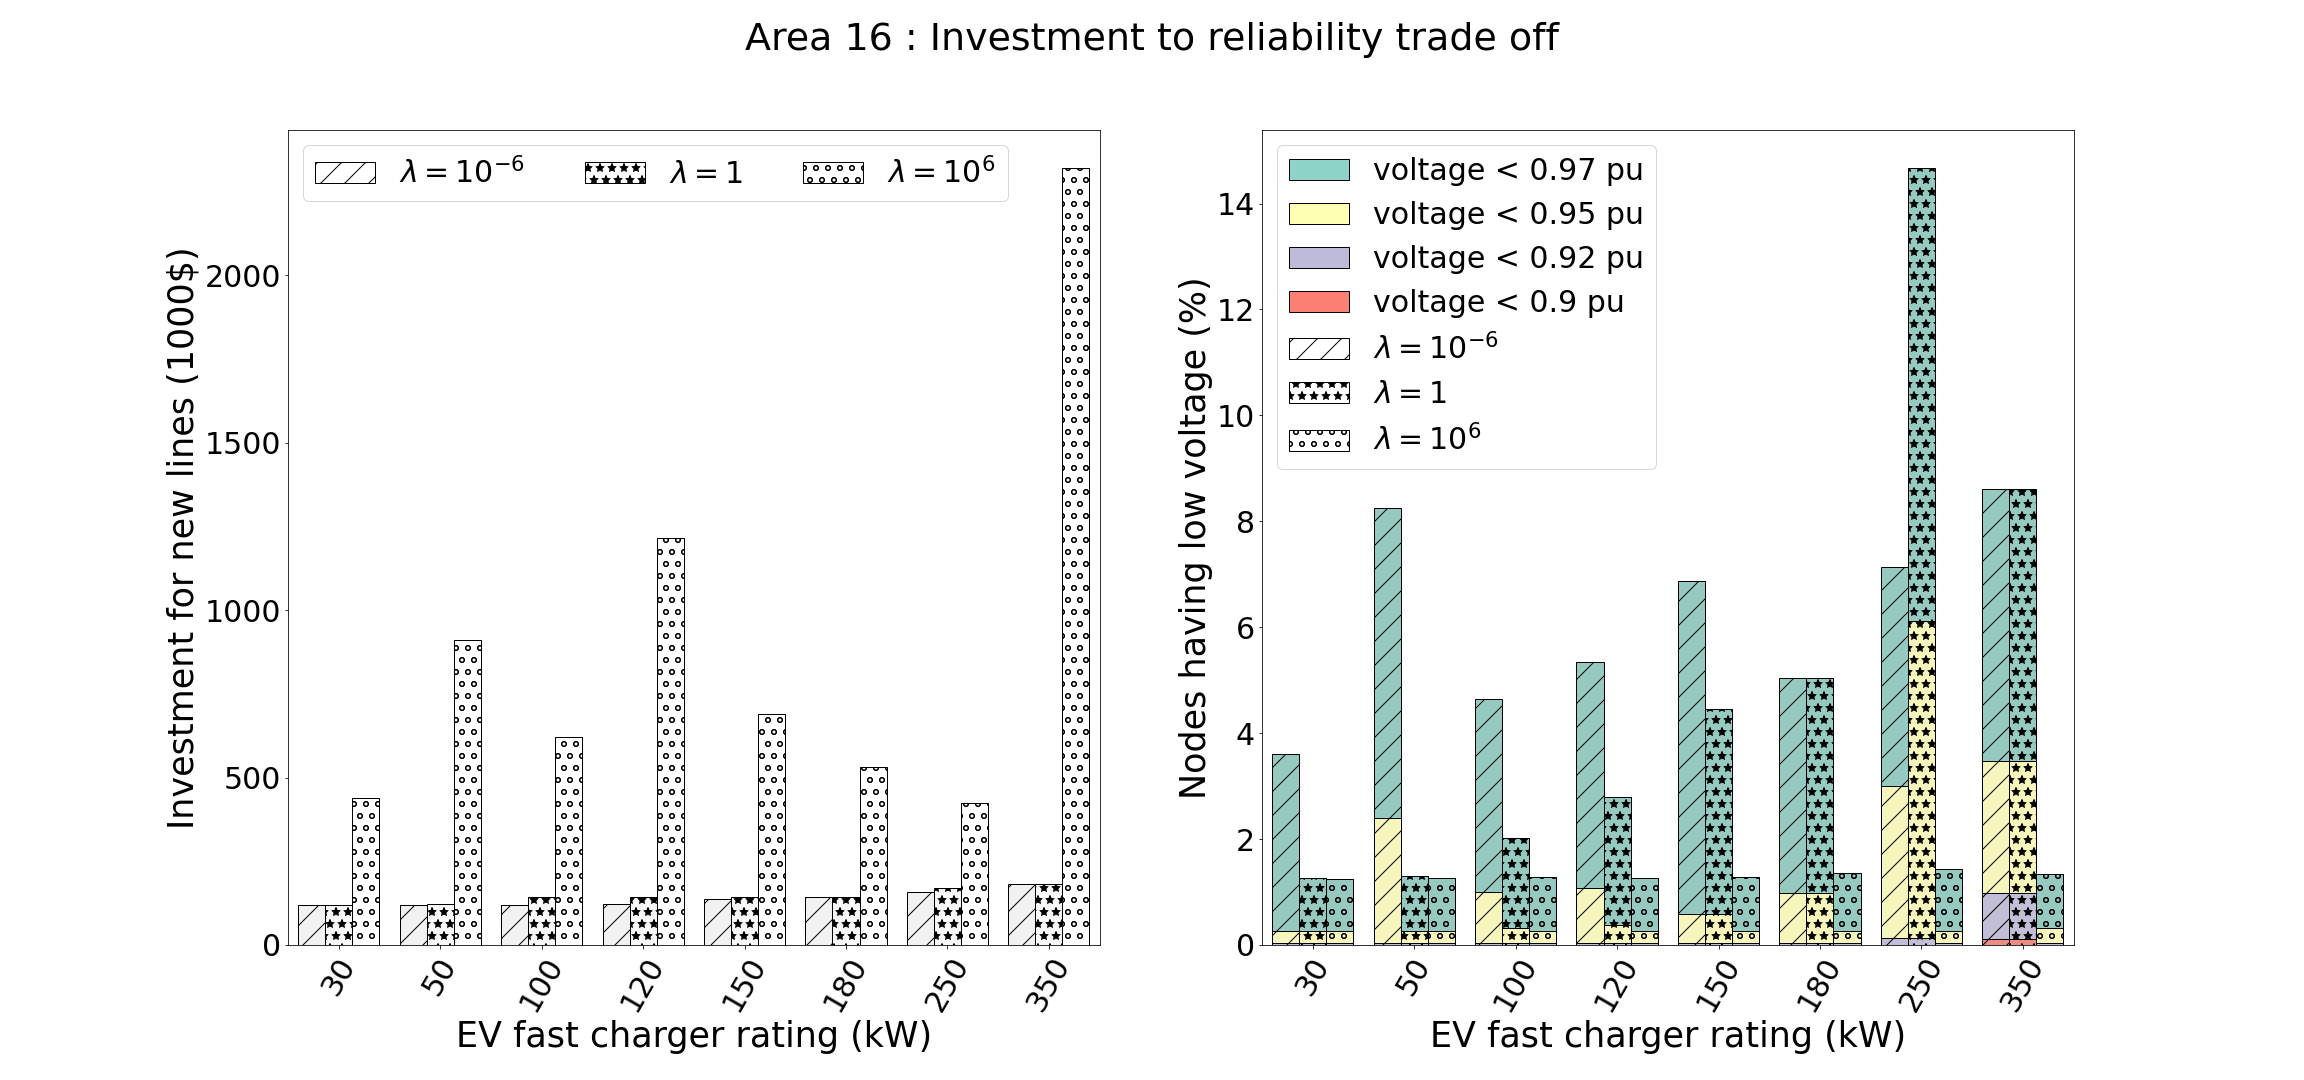 Area 16 : Investment to reliability trade off
Investment for new lines (1000$)
2000
1500
1000
500
0
λ = 10⁻⁶ λ = 1 λ = 10⁶
30 50 100 120 150 180 250 350
EV fast charger rating (kW)
Nodes having low voltage (%)
14
12
10
8
6
4
2
0
voltage < 0.97 pu
voltage < 0.95 pu
voltage < 0.92 pu
voltage < 0.9 pu
λ = 10⁻⁶
λ = 1
λ = 10⁶
30 50 100 120 150 180 250 350
EV fast charger rating (kW)